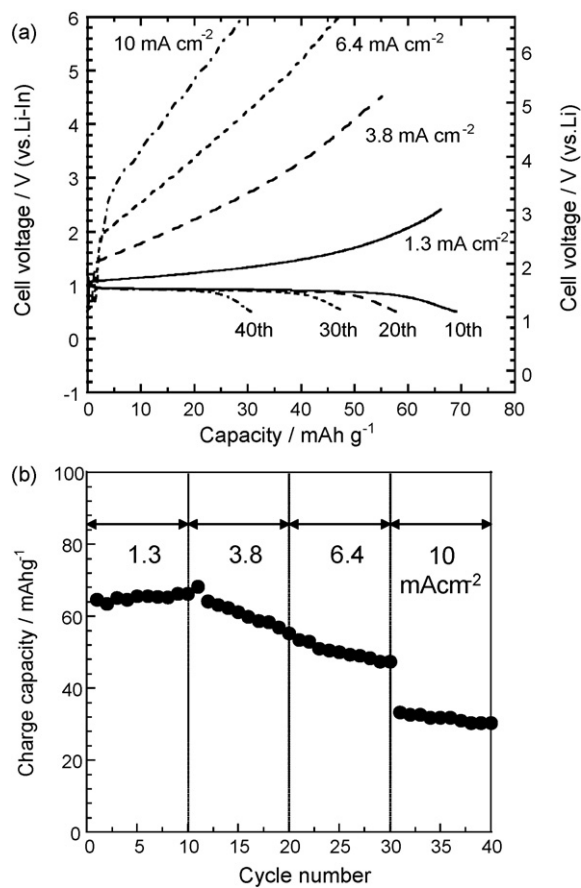 (a)
10 mA cm-2
6.4 mA cm-2
3.8 mA cm-2
1.3 mA cm-2
40th 30th 20th 10th
Cell voltage / V (vs.Li-In)
6
5
4
3
2
1
0
-1
Cell voltage / V (vs.Li)
6
5
4
3
2
1
0
0 10 20 30 40 50 60 70 80
Capacity / mAh g-1
(b)
1.3 3.8 6.4 10
mAcm-2
Charge capacity / mAhg-1
100
80
60
40
20
0
0 5 10 15 20 25 30 35 40
Cycle number